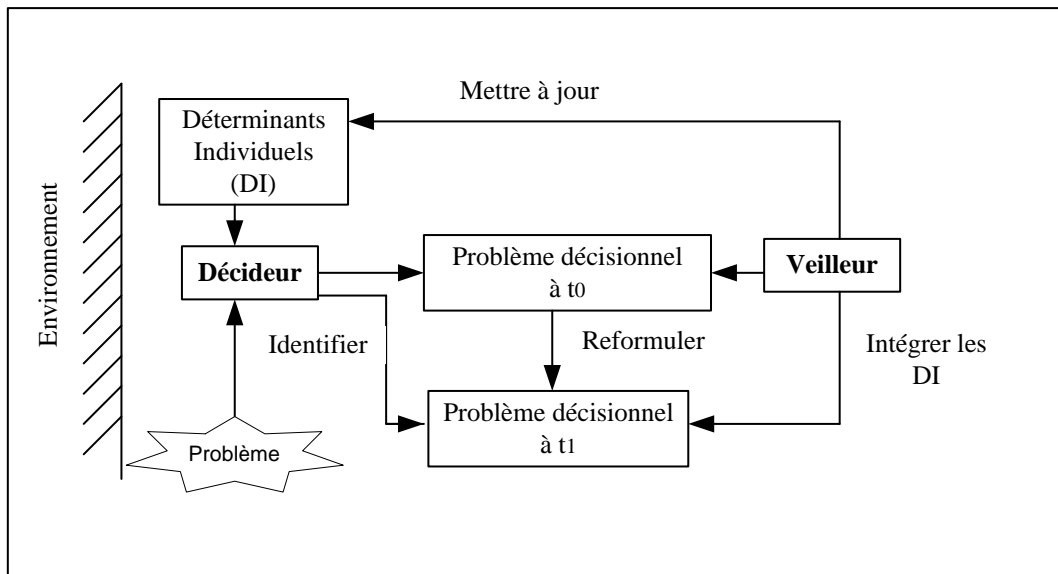 Mettre à jour
Déterminants
Individuels
(DI)
Environnement
Décideur
Problème décisionnel
à t0
Veilleur
Identifier
Reformuler
Intégrer les
DI
Problème décisionnel
à t1
Problème